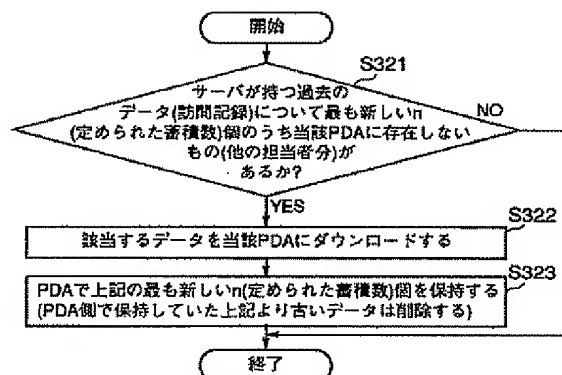 開始
S321
サーバが持つ過去の
データ(訪問記録)について最も新しいn
(定められた蓄積数)個のうち当該PDAに存在しない
もの(他の担当者分)が
あるか?
NO
YES
S322
該当するデータを当該PDAにダウンロードする
S323
PDAで上記の最も新しいn(定められた蓄積数)個を保持する
(PDA側で保持していた上記より古いデータは削除する)
終了